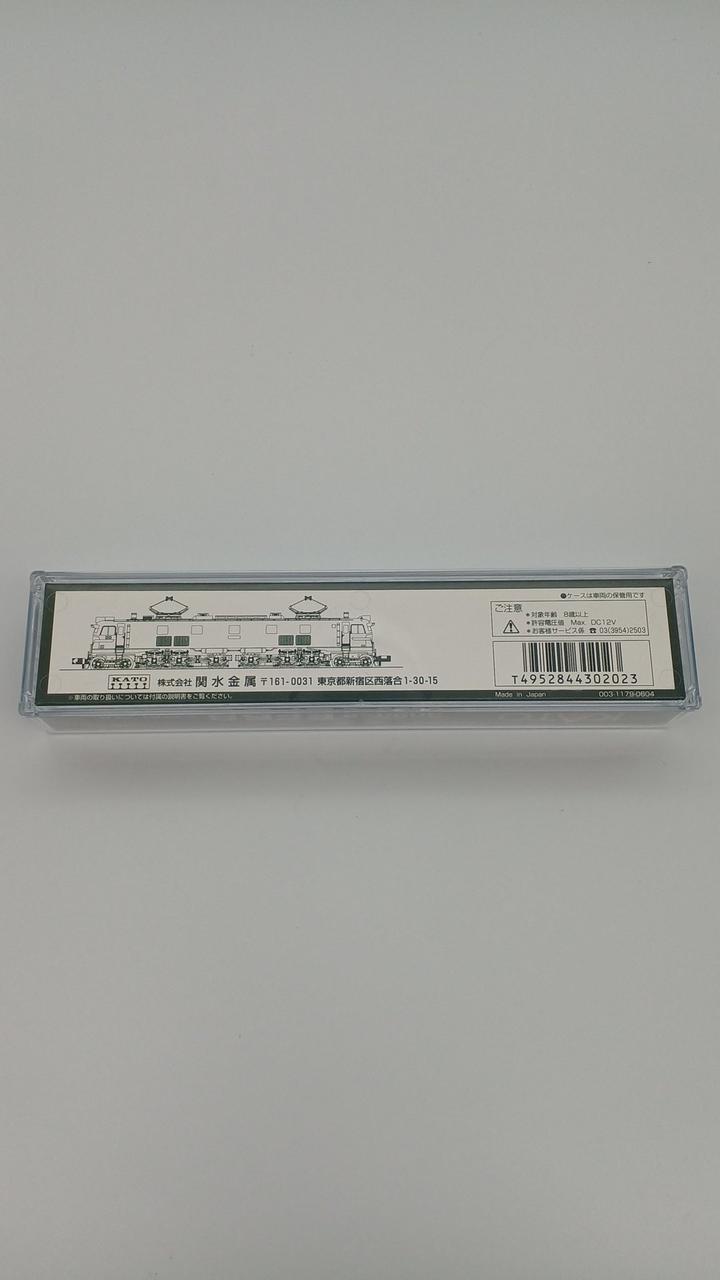 ●ケースは車両の保管用です
ご注意
●対象年齢 8歳以上
●許容電圧値 Max. DC12V
●お客様サービス係 ☎ 03(3954)2503
KATO
株式会社 関水金属 〒161-0031 東京都新宿区西落合1-30-15
T4952844302023
※車両の取り扱いについては付属の説明書をご覧ください。
Made in Japan
003-1179-0604